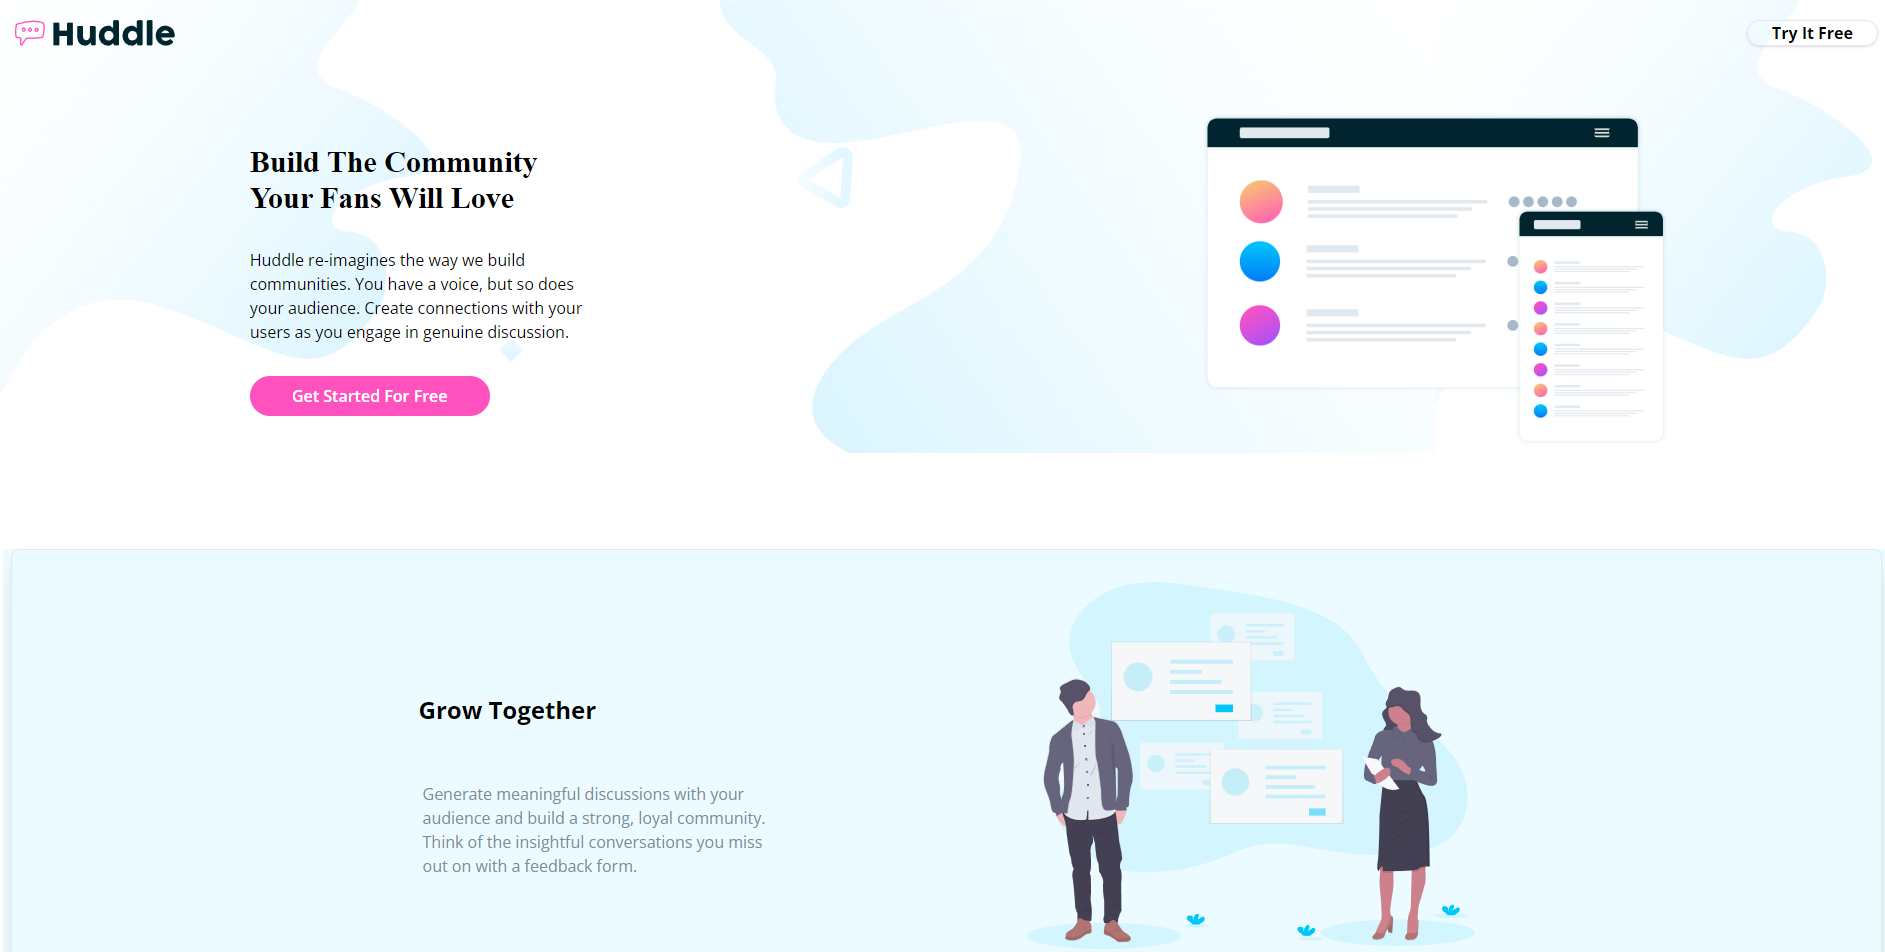 Huddle
Try It Free
Build The Community
Your Fans Will Love
Huddle re-imagines the way we build
communities. You have a voice, but so does
your audience. Create connections with your
users as you engage in genuine discussion.
Get Started For Free
Grow Together
Generate meaningful discussions with your
audience and build a strong, loyal community.
Think of the insightful conversations you miss
out on with a feedback form.